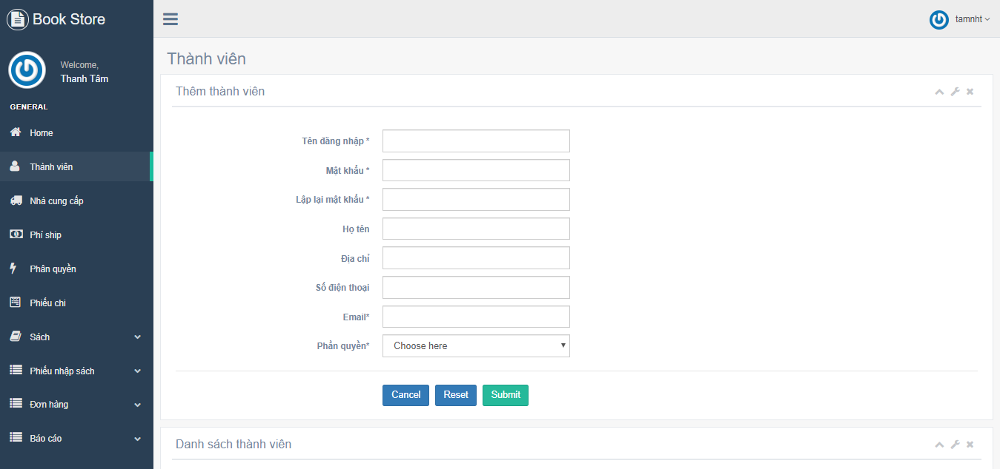 Book Store
tamnht
Welcome,
Thanh Tâm
GENERAL
Home
Thành viên
Nhà cung cấp
Phí ship
Phân quyền
Phiếu chi
Sách
Phiếu nhập sách
Đơn hàng
Báo cáo
Thành viên
Thêm thành viên
Tên đăng nhập *
Mật khẩu *
Lập lại mật khẩu *
Họ tên
Địa chỉ
Số điện thoại
Email*
Phần quyền*
Choose here
Cancel
Reset
Submit
Danh sách thành viên